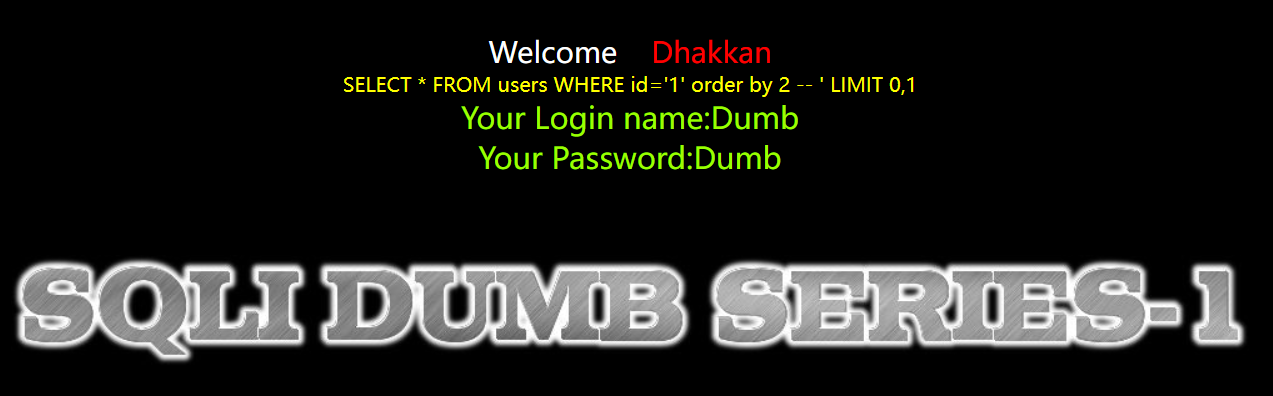 Welcome Dhakkan
SELECT * FROM users WHERE id='1' order by 2 -- ' LIMIT 0,1
Your Login name:Dumb
Your Password:Dumb
SQLI DUMB SERIES-1